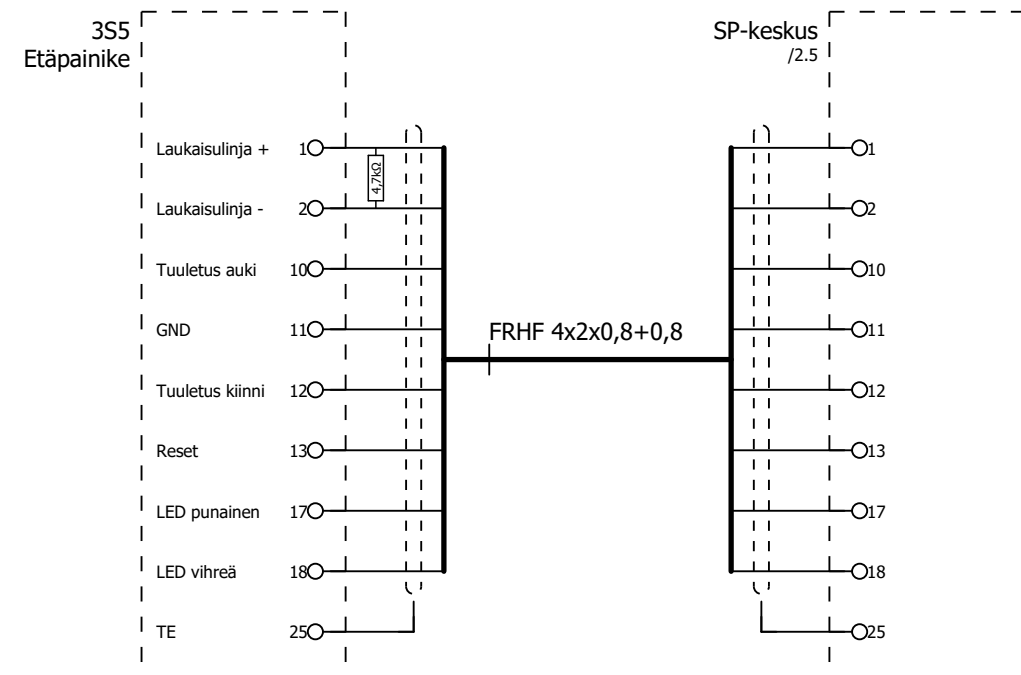 3S5
Etäpainike
SP-keskus
/2.5
Laukaisulinja + 1
4,7kΩ
1
Laukaisulinja - 2
2
Tuuletus auki 10
10
GND 11
FRHF 4x2x0,8+0,8
11
Tuuletus kiinni 12
12
Reset 13
13
LED punainen 17
17
LED vihreä 18
18
TE 25
25